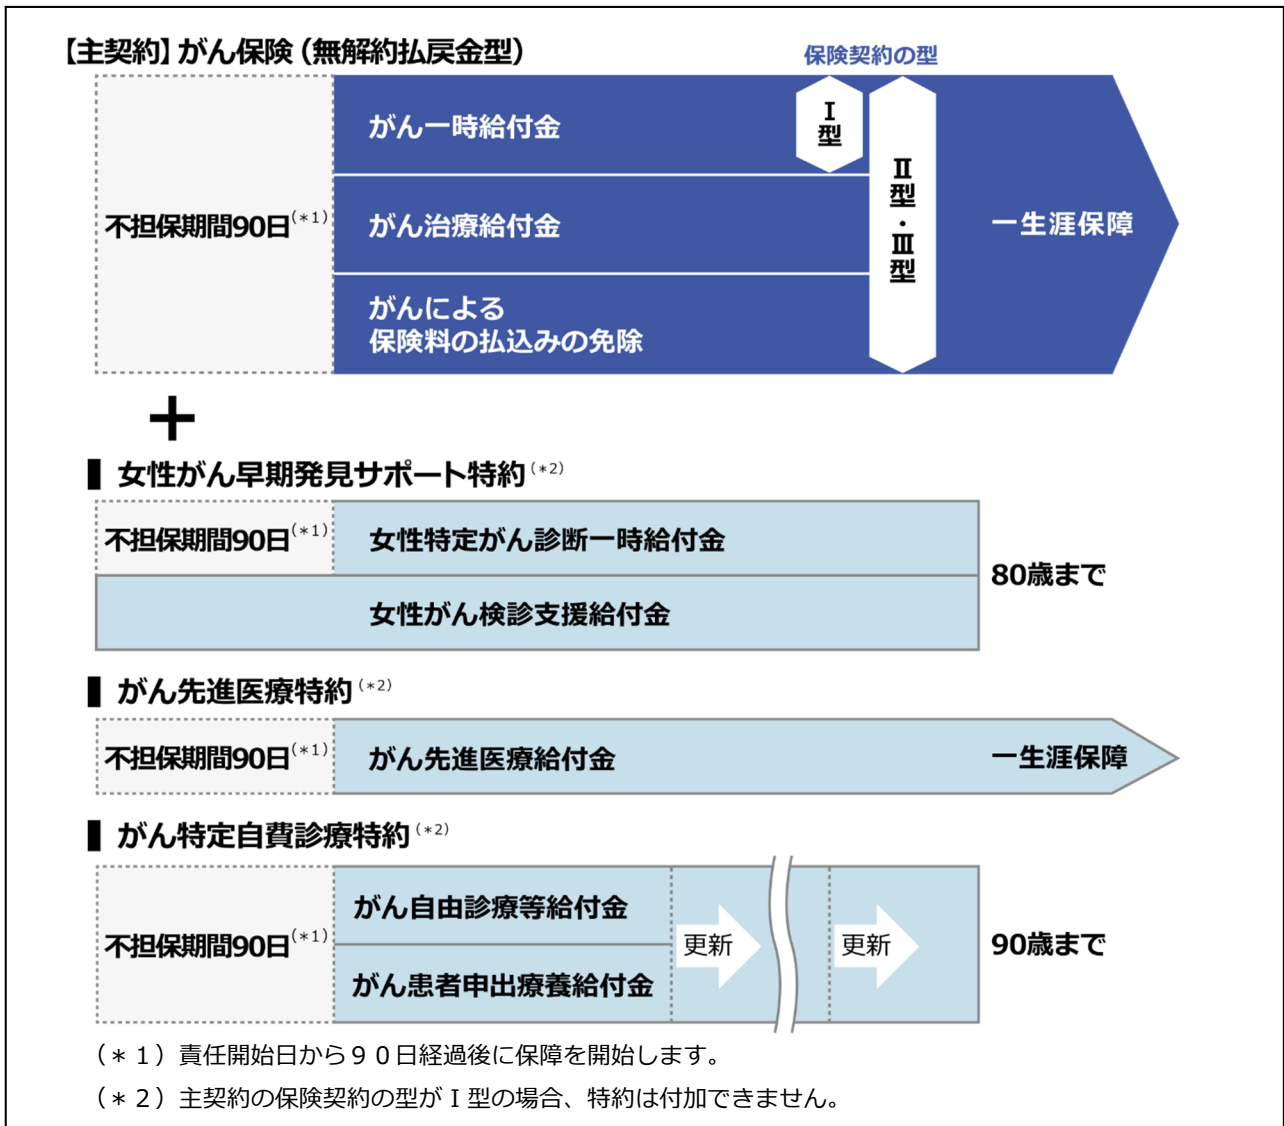 【主契約】がん保険（無解約払戻金型）
保険契約の型
がん一時給付金
Ⅰ型
不担保期間90日（*1）
がん治療給付金
Ⅱ型・Ⅲ型
一生涯保障
がんによる
保険料の払込みの免除
＋
女性がん早期発見サポート特約（*2）
不担保期間90日（*1）
女性特定がん診断一時給付金
80歳まで
女性がん検診支援給付金
がん先進医療特約（*2）
不担保期間90日（*1）
がん先進医療給付金
一生涯保障
がん特定自費診療特約（*2）
不担保期間90日（*1）
がん自由診療等給付金
がん患者申出療養給付金
更新
更新
90歳まで
（＊１）責任開始日から９０日経過後に保障を開始します。
（＊２）主契約の保険契約の型がⅠ型の場合、特約は付加できません。